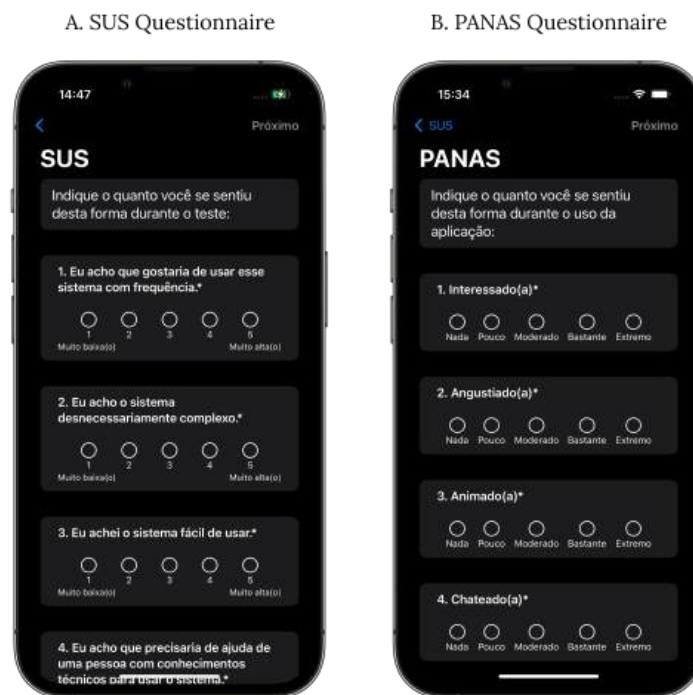 A. SUS Questionnaire
14:47
Próximo
SUS
Indique o quanto você se sentiu
desta forma durante o teste:
1. Eu acho que gostaria de usar esse
sistema com frequência.*
1 2 3 4 5
Muito baixa(o) Muito alta(o)
2. Eu acho o sistema
desnecessariamente complexo.*
1 2 3 4 5
Muito baixa(o) Muito alta(o)
3. Eu achei o sistema fácil de usar.*
1 2 3 4 5
Muito baixa(o) Muito alta(o)
4. Eu acho que precisaria de ajuda de
uma pessoa com conhecimentos
técnicos para usar o sistema.*
B. PANAS Questionnaire
15:34
SUS Próximo
PANAS
Indique o quanto você se sentiu
desta forma durante o uso da
aplicação:
1. Interessado(a)*
Nada Pouco Moderado Bastante Extremo
2. Angustiado(a)*
Nada Pouco Moderado Bastante Extremo
3. Animado(a)*
Nada Pouco Moderado Bastante Extremo
4. Chateado(a)*
Nada Pouco Moderado Bastante Extremo